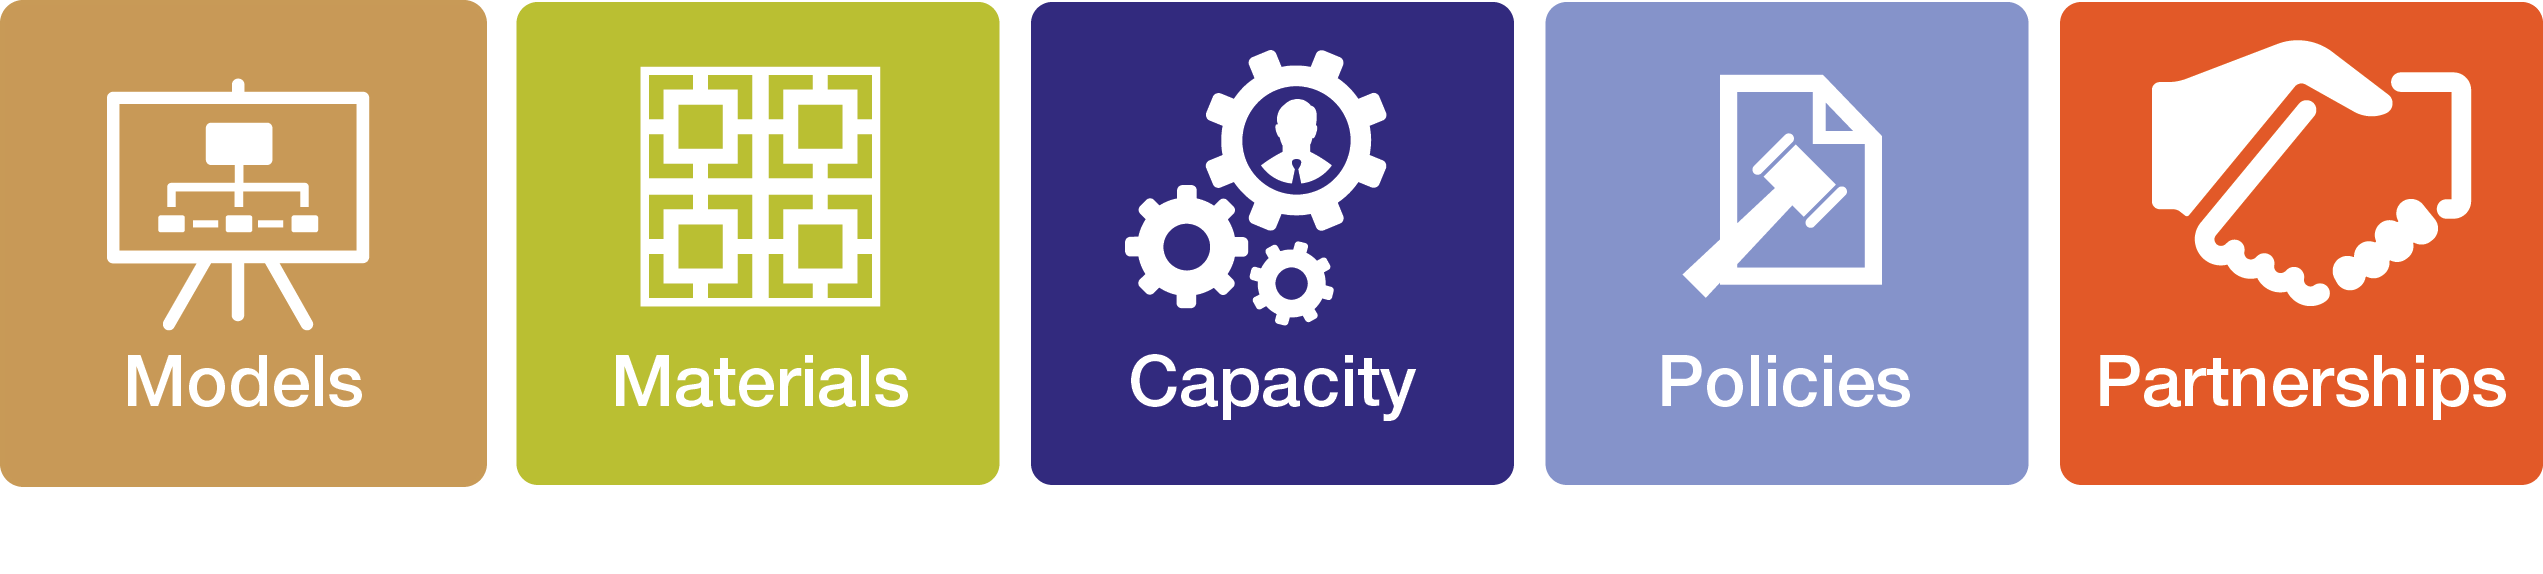 Models
Materials
Capacity
Policies
Partnerships